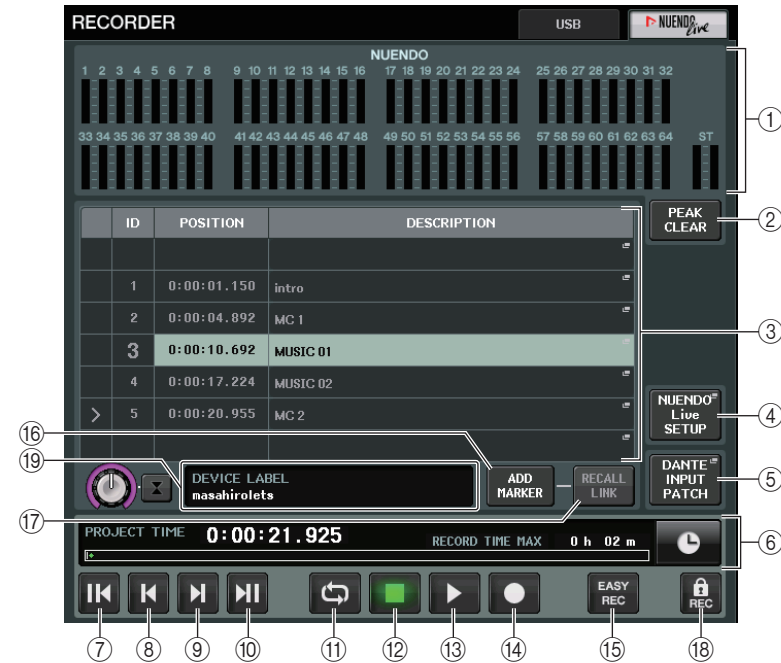 RECORDER
USB
NUENDO live
NUENDO
1 2 3 4 5 6 7 8 9 10 11 12 13 14 15 16 17 18 19 20 21 22 23 24 25 26 27 28 29 30 31 32
①
33 34 35 36 37 38 39 40 41 42 43 44 45 46 47 48 49 50 51 52 53 54 55 56 57 58 59 60 61 62 63 64 ST
PEAK
CLEAR
②
ID POSITION DESCRIPTION
1 0:00:01.150 intro
2 0:00:04.892 MC 1
3 0:00:10.692 MUSIC 01
③
4 0:00:17.224 MUSIC 02
5 0:00:20.955 MC 2
NUENDO
Live
SETUP
④
⑯
⑲
DEVICE LABEL
masahirolets
ADD
MARKER
RECALL
LINK
DANTE
INPUT
PATCH
⑤
⑰
PROJECT TIME 0:00:21.925 RECORD TIME MAX 0 h 02 m
⑥
EASY
REC
REC
⑦ ⑧ ⑨ ⑩ ⑪ ⑫ ⑬ ⑭ ⑮ ⑱